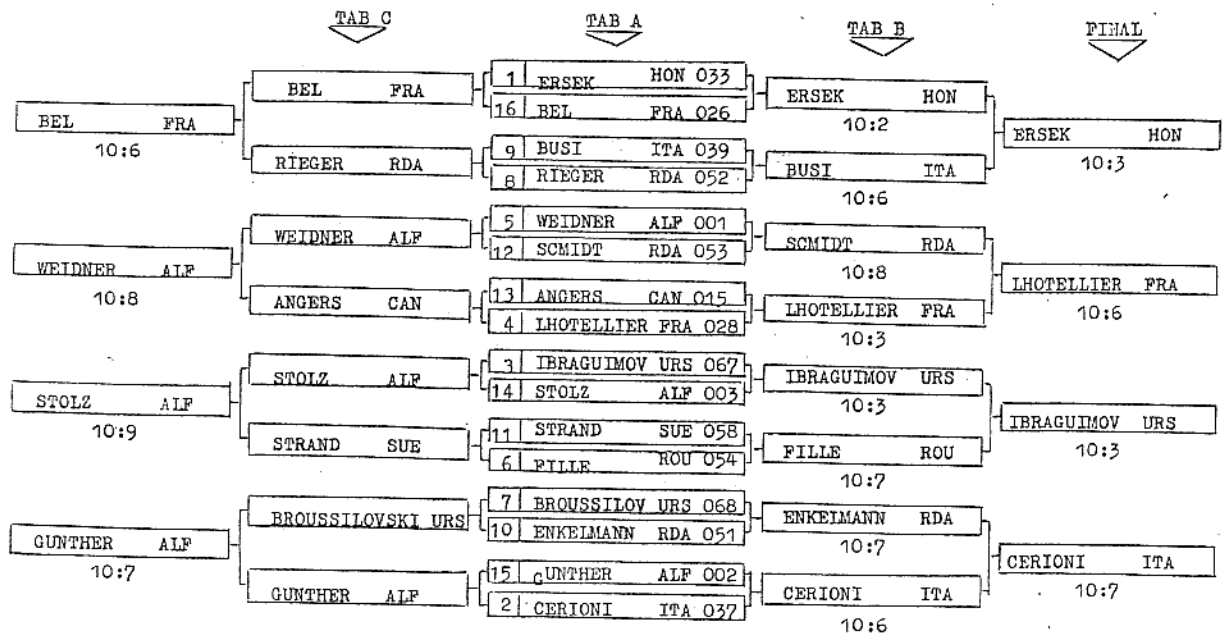 TAB C TAB A TAB B FINAL
1 ERSEK HON 033
BEL FRA
ERSEK HON
16 BEL FRA 026
BEL FRA
10:2
ERSEK HON
10:6
9 BUSI ITA 039
10:3
RIEGER RDA
BUSI ITA
8 RIEGER RDA 052
10:6
5 WEIDNER ALF 001
WEIDNER ALF
SCMIDT RDA
12 SCMIDT RDA 053
WEIDNER ALF
10:8
LHOTELLIER FRA
10:8
13 ANGERS CAN 015
10:6
ANGERS CAN
LHOTELLIER FRA
4 LHOTELLIER FRA 028
10:3
3 IBRAGUIMOV URS 067
STOLZ ALF
IBRAGUIMOV URS
14 STOLZ ALF 003
STOLZ ALF
10:3
IBRAGUIMOV URS
10:9
11 STRAND SUE 058
10:3
STRAND SUE
FILLE ROU
6 FILLE ROU 054
10:7
7 BROUSSILOV URS 068
BROUSSILOVSKI URS
ENKELMANN RDA
10 ENKELMANN RDA 051
GUNTHER ALF
10:7
CERIONI ITA
10:7
15 GUNTHER ALF 002
10:7
GUNTHER ALF
CERIONI ITA
2 CERIONI ITA 037
10:6